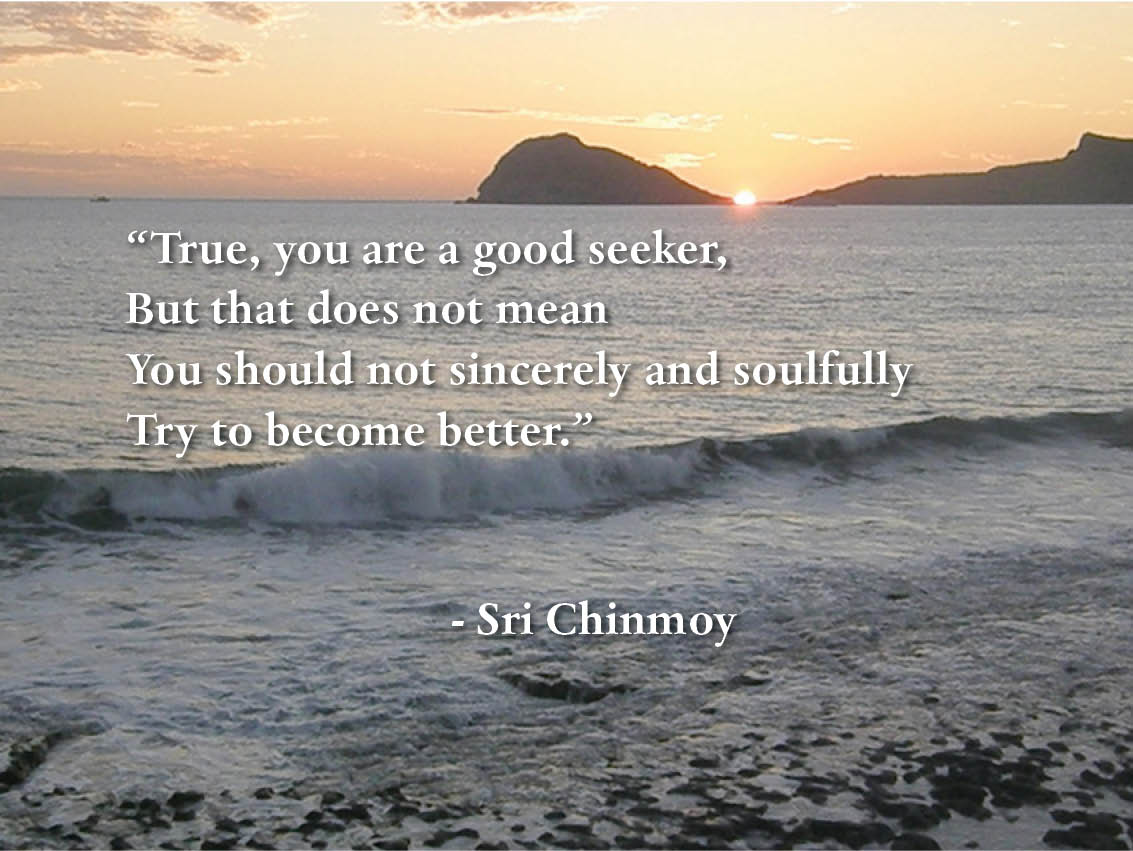 “True, you are a good seeker,
But that does not mean
You should not sincerely and soulfully
Try to become better.”
- Sri Chinmoy